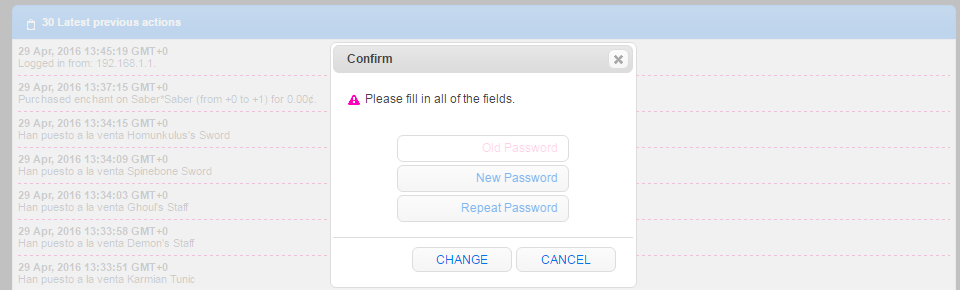 30 Latest previous actions
29 Apr, 2016 13:45:19 GMT+0
Logged in from: 192.168.1.1.
29 Apr, 2016 13:37:15 GMT+0
Purchased enchant on Saber*Saber (from +0 to +1) for 0.00¢.
29 Apr, 2016 13:34:15 GMT+0
Han puesto a la venta Homunkulus's Sword
29 Apr, 2016 13:34:09 GMT+0
Han puesto a la venta Spinebone Sword
29 Apr, 2016 13:34:03 GMT+0
Han puesto a la venta Ghoul's Staff
29 Apr, 2016 13:33:58 GMT+0
Han puesto a la venta Demon's Staff
29 Apr, 2016 13:33:51 GMT+0
Han puesto a la venta Karmian Tunic
Confirm
Please fill in all of the fields.
Old Password
New Password
Repeat Password
CHANGE CANCEL